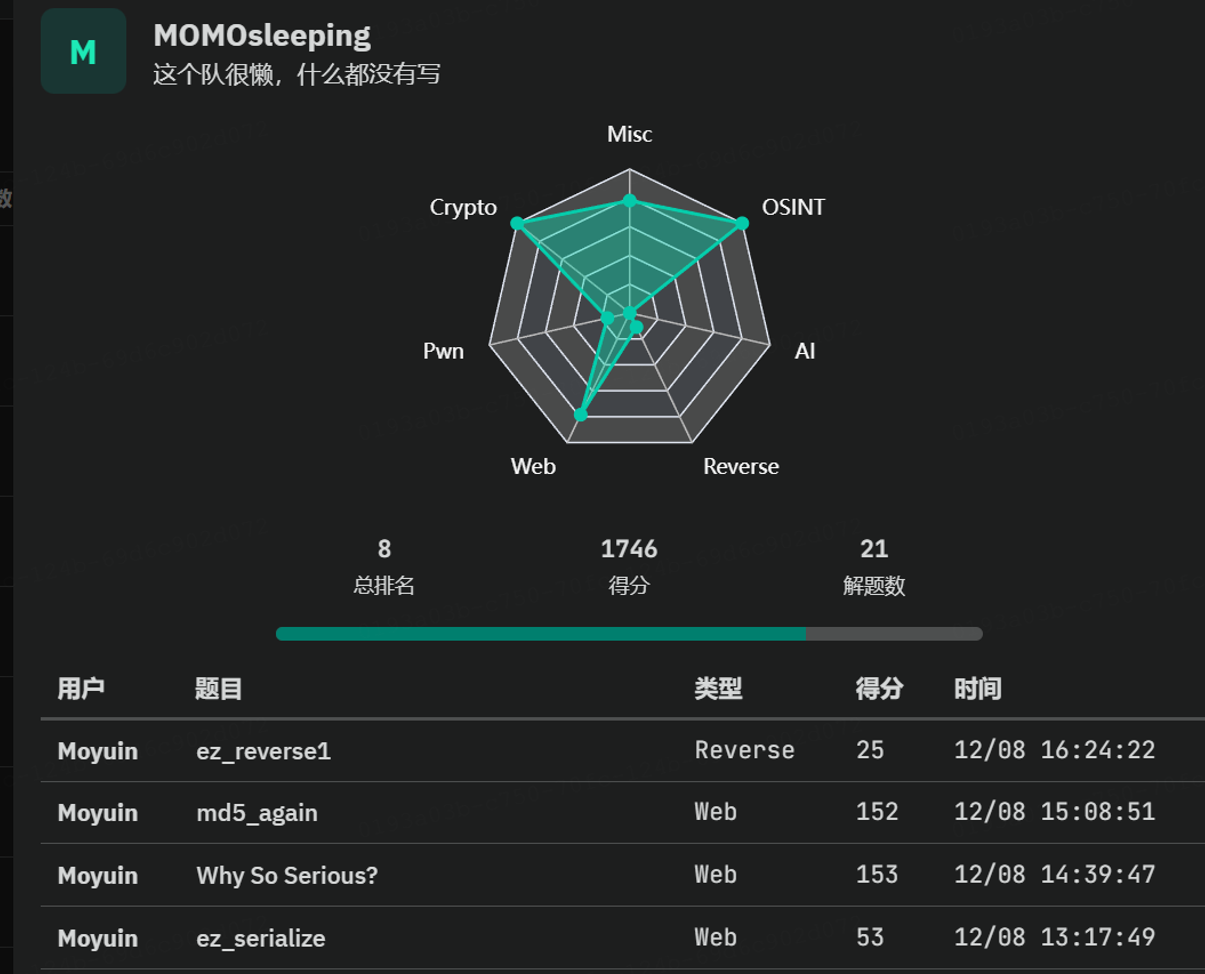 M
MOMOsleeping
这个队很懒，什么都没有写
Misc
Crypto
OSINT
Pwn
AI
Web
Reverse
8 1746 21
总排名 得分 解题数
用户 题目 类型 得分 时间
Moyuin ez_reverse1 Reverse 25 12/08 16:24:22
Moyuin md5_again Web 152 12/08 15:08:51
Moyuin Why So Serious? Web 153 12/08 14:39:47
Moyuin ez_serialize Web 53 12/08 13:17:49